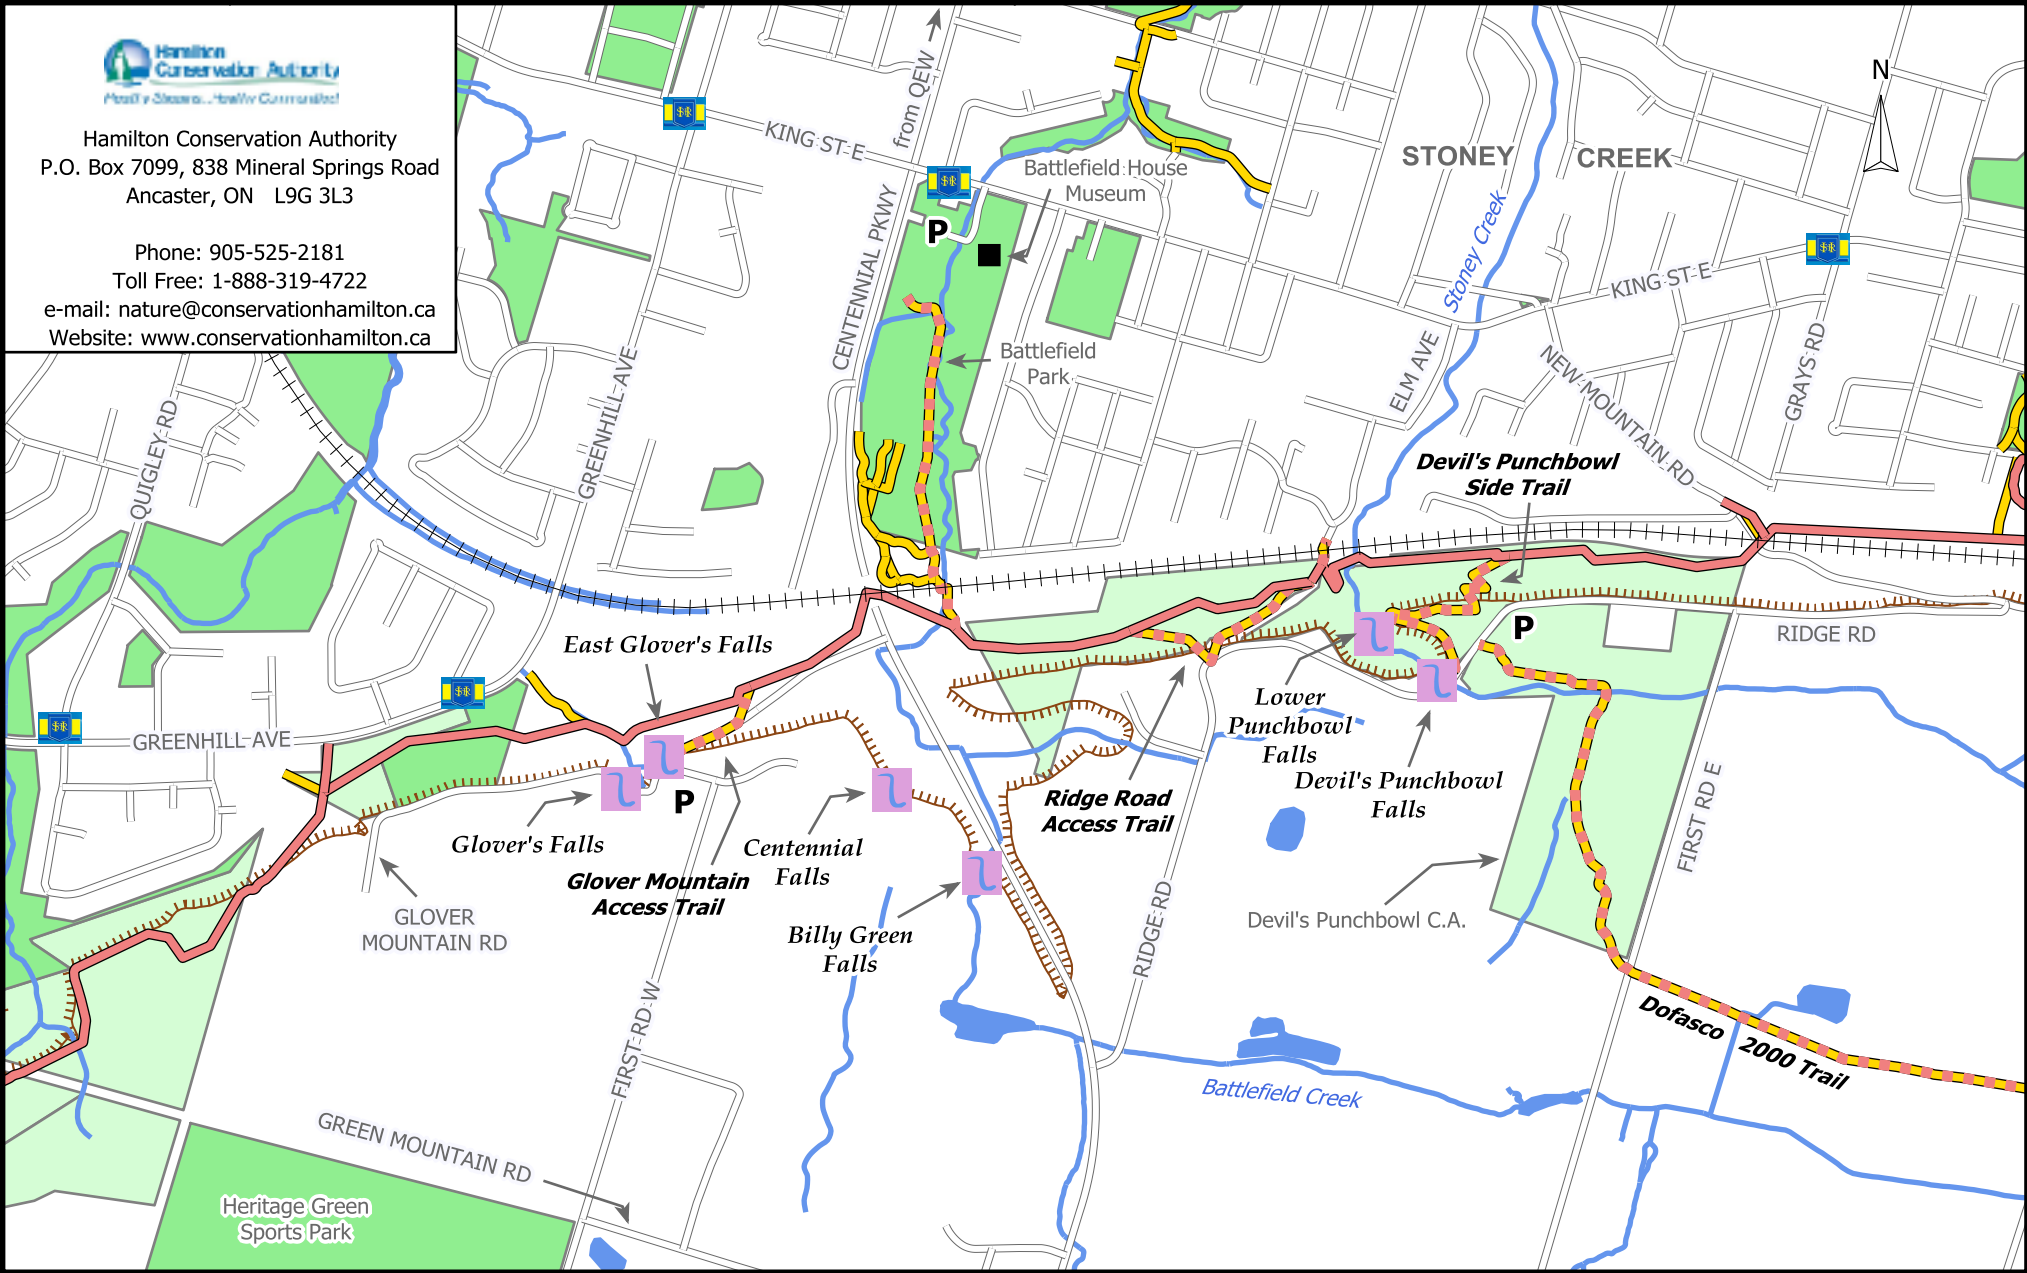 Hamilton
Conservation Authority
Healthy Streams...Healthy Communities!
Hamilton Conservation Authority
P.O. Box 7099, 838 Mineral Springs Road
Ancaster, ON L9G 3L3
Phone: 905-525-2181
Toll Free: 1-888-319-4722
e-mail: nature@conservationhamilton.ca
Website: www.conservationhamilton.ca
from QEW
KING ST E
N
STONEY CREEK
Battlefield House
Museum
P
CENTENNIAL PKWY
Stoney Creek
KING ST E
Battlefield
Park
ELM AVE
NEW MOUNTAIN RD
GRAYS RD
QUIGLEY RD
GREENHILL AVE
Devil's Punchbowl
Side Trail
East Glover's Falls
P
RIDGE RD
Lower
Punchbowl
Falls
GREENHILL AVE
Devil's Punchbowl
Falls
Ridge Road
Access Trail
P
Glover's Falls
Centennial
Falls
FIRST RD E
Glover Mountain
Access Trail
GLOVER
MOUNTAIN RD
Billy Green
Falls
RIDGE RD
Devil's Punchbowl C.A.
FIRST RD W
Dofasco 2000 Trail
Battlefield Creek
GREEN MOUNTAIN RD
Heritage Green
Sports Park